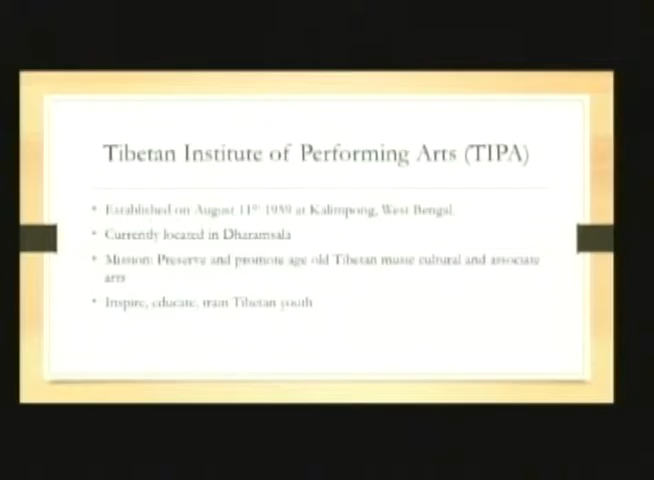 Tibetan Institute of Performing Arts (TIPA)
• Established on August 11th 1959 at Kalimpong, West Bengal.
• Currently located in Dharamsala
• Mission: Preserve and promote age old Tibetan music cultural and associate
arts
• Inspire, educate, train Tibetan youth